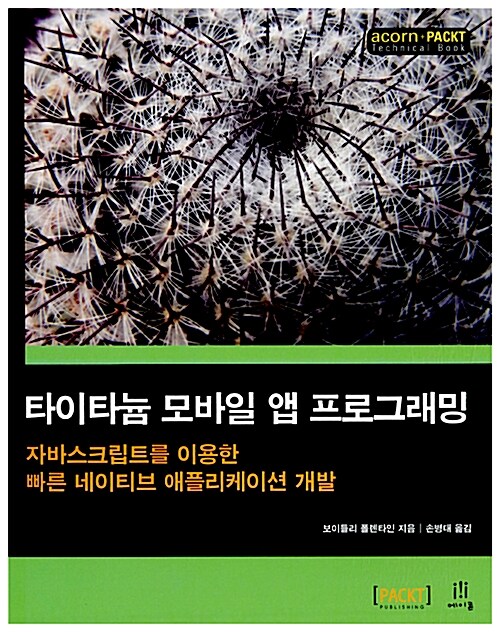 acorn+PACKT
Technical Book
타이타늄 모바일 앱 프로그래밍
자바스크립트를 이용한
빠른 네이티브 애플리케이션 개발
보이들리 폴렌타인 지음 | 손병대 옮김
[PACKT]
PUBLISHING
에이콘